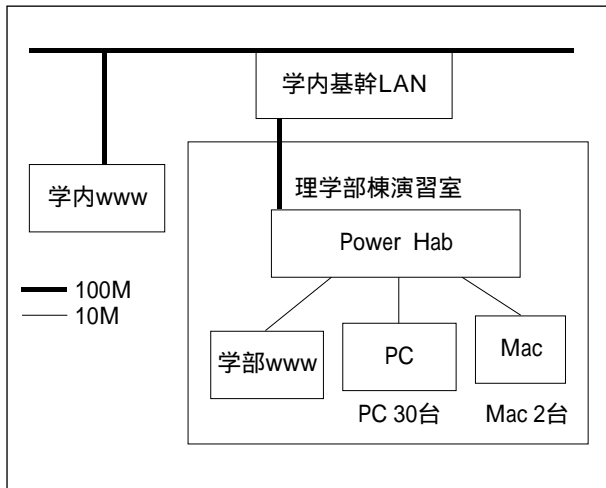 学内基幹LAN
学内www
理学部棟演習室
Power Hab
100M
10M
学部www
PC
Mac
PC 30台
Mac 2台